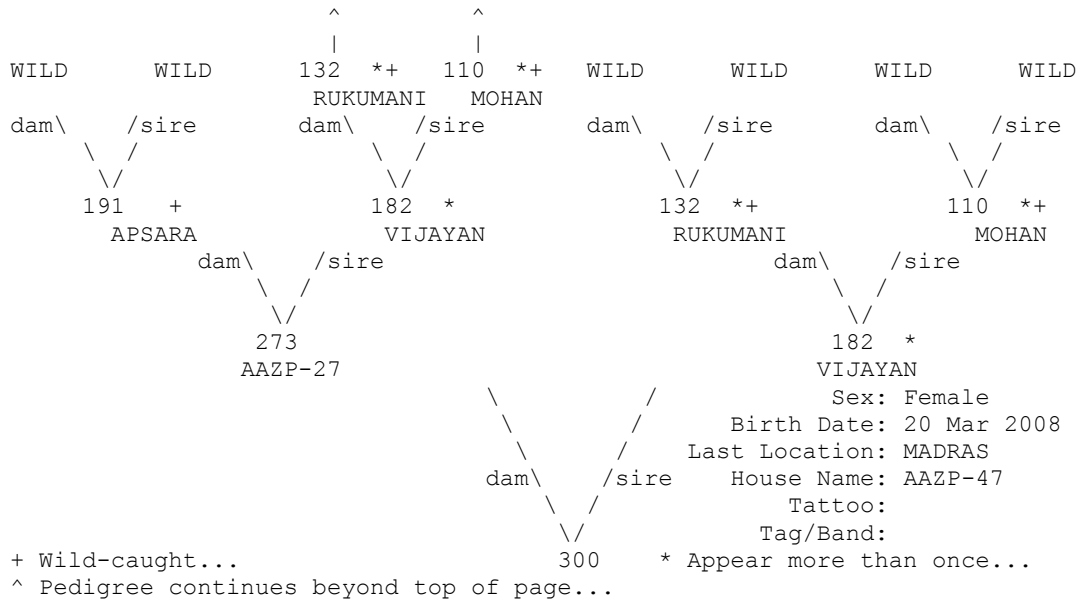 ^ ^
| |
WILD WILD 132 *+ 110 *+ WILD WILD WILD WILD
RUKUMANI MOHAN
dam\ /sire dam\ /sire dam\ /sire dam\ /sire
\ / \ / \ / \ /
\/ \/ \/ \/
191 + 182 * 132 *+ 110 *+
APSARA VIJAYAN RUKUMANI MOHAN
dam\ /sire dam\ /sire
\ / \ /
\/ \/
273 182 *
AAZP-27 VIJAYAN
\ / Sex: Female
\ / Birth Date: 20 Mar 2008
\ / Last Location: MADRAS
dam\ /sire House Name: AAZP-47
\ / Tattoo:
\/ Tag/Band:
+ Wild-caught... 300 * Appear more than once...
^ Pedigree continues beyond top of page...